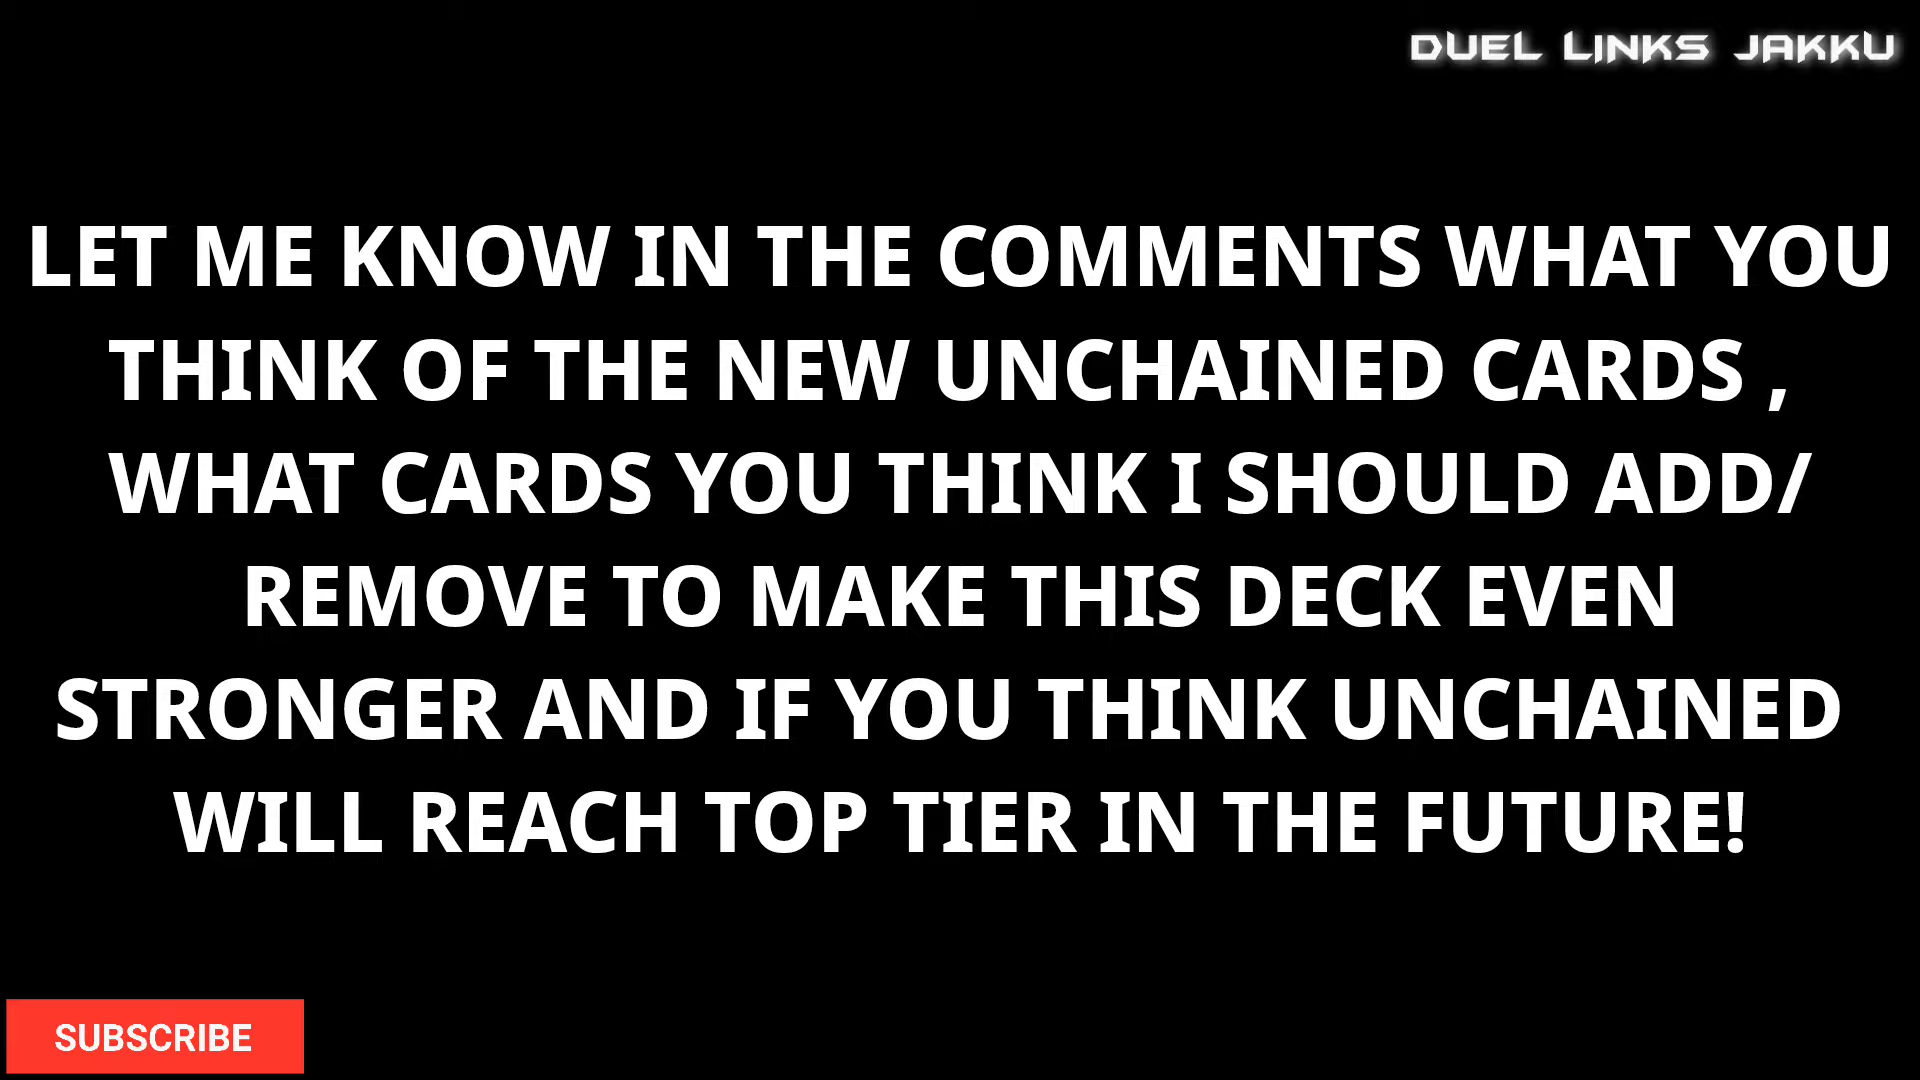 DUEL LINKS JAKKU
LET ME KNOW IN THE COMMENTS WHAT YOU
THINK OF THE NEW UNCHAINED CARDS ,
WHAT CARDS YOU THINK I SHOULD ADD/
REMOVE TO MAKE THIS DECK EVEN
STRONGER AND IF YOU THINK UNCHAINED
WILL REACH TOP TIER IN THE FUTURE!
SUBSCRIBE